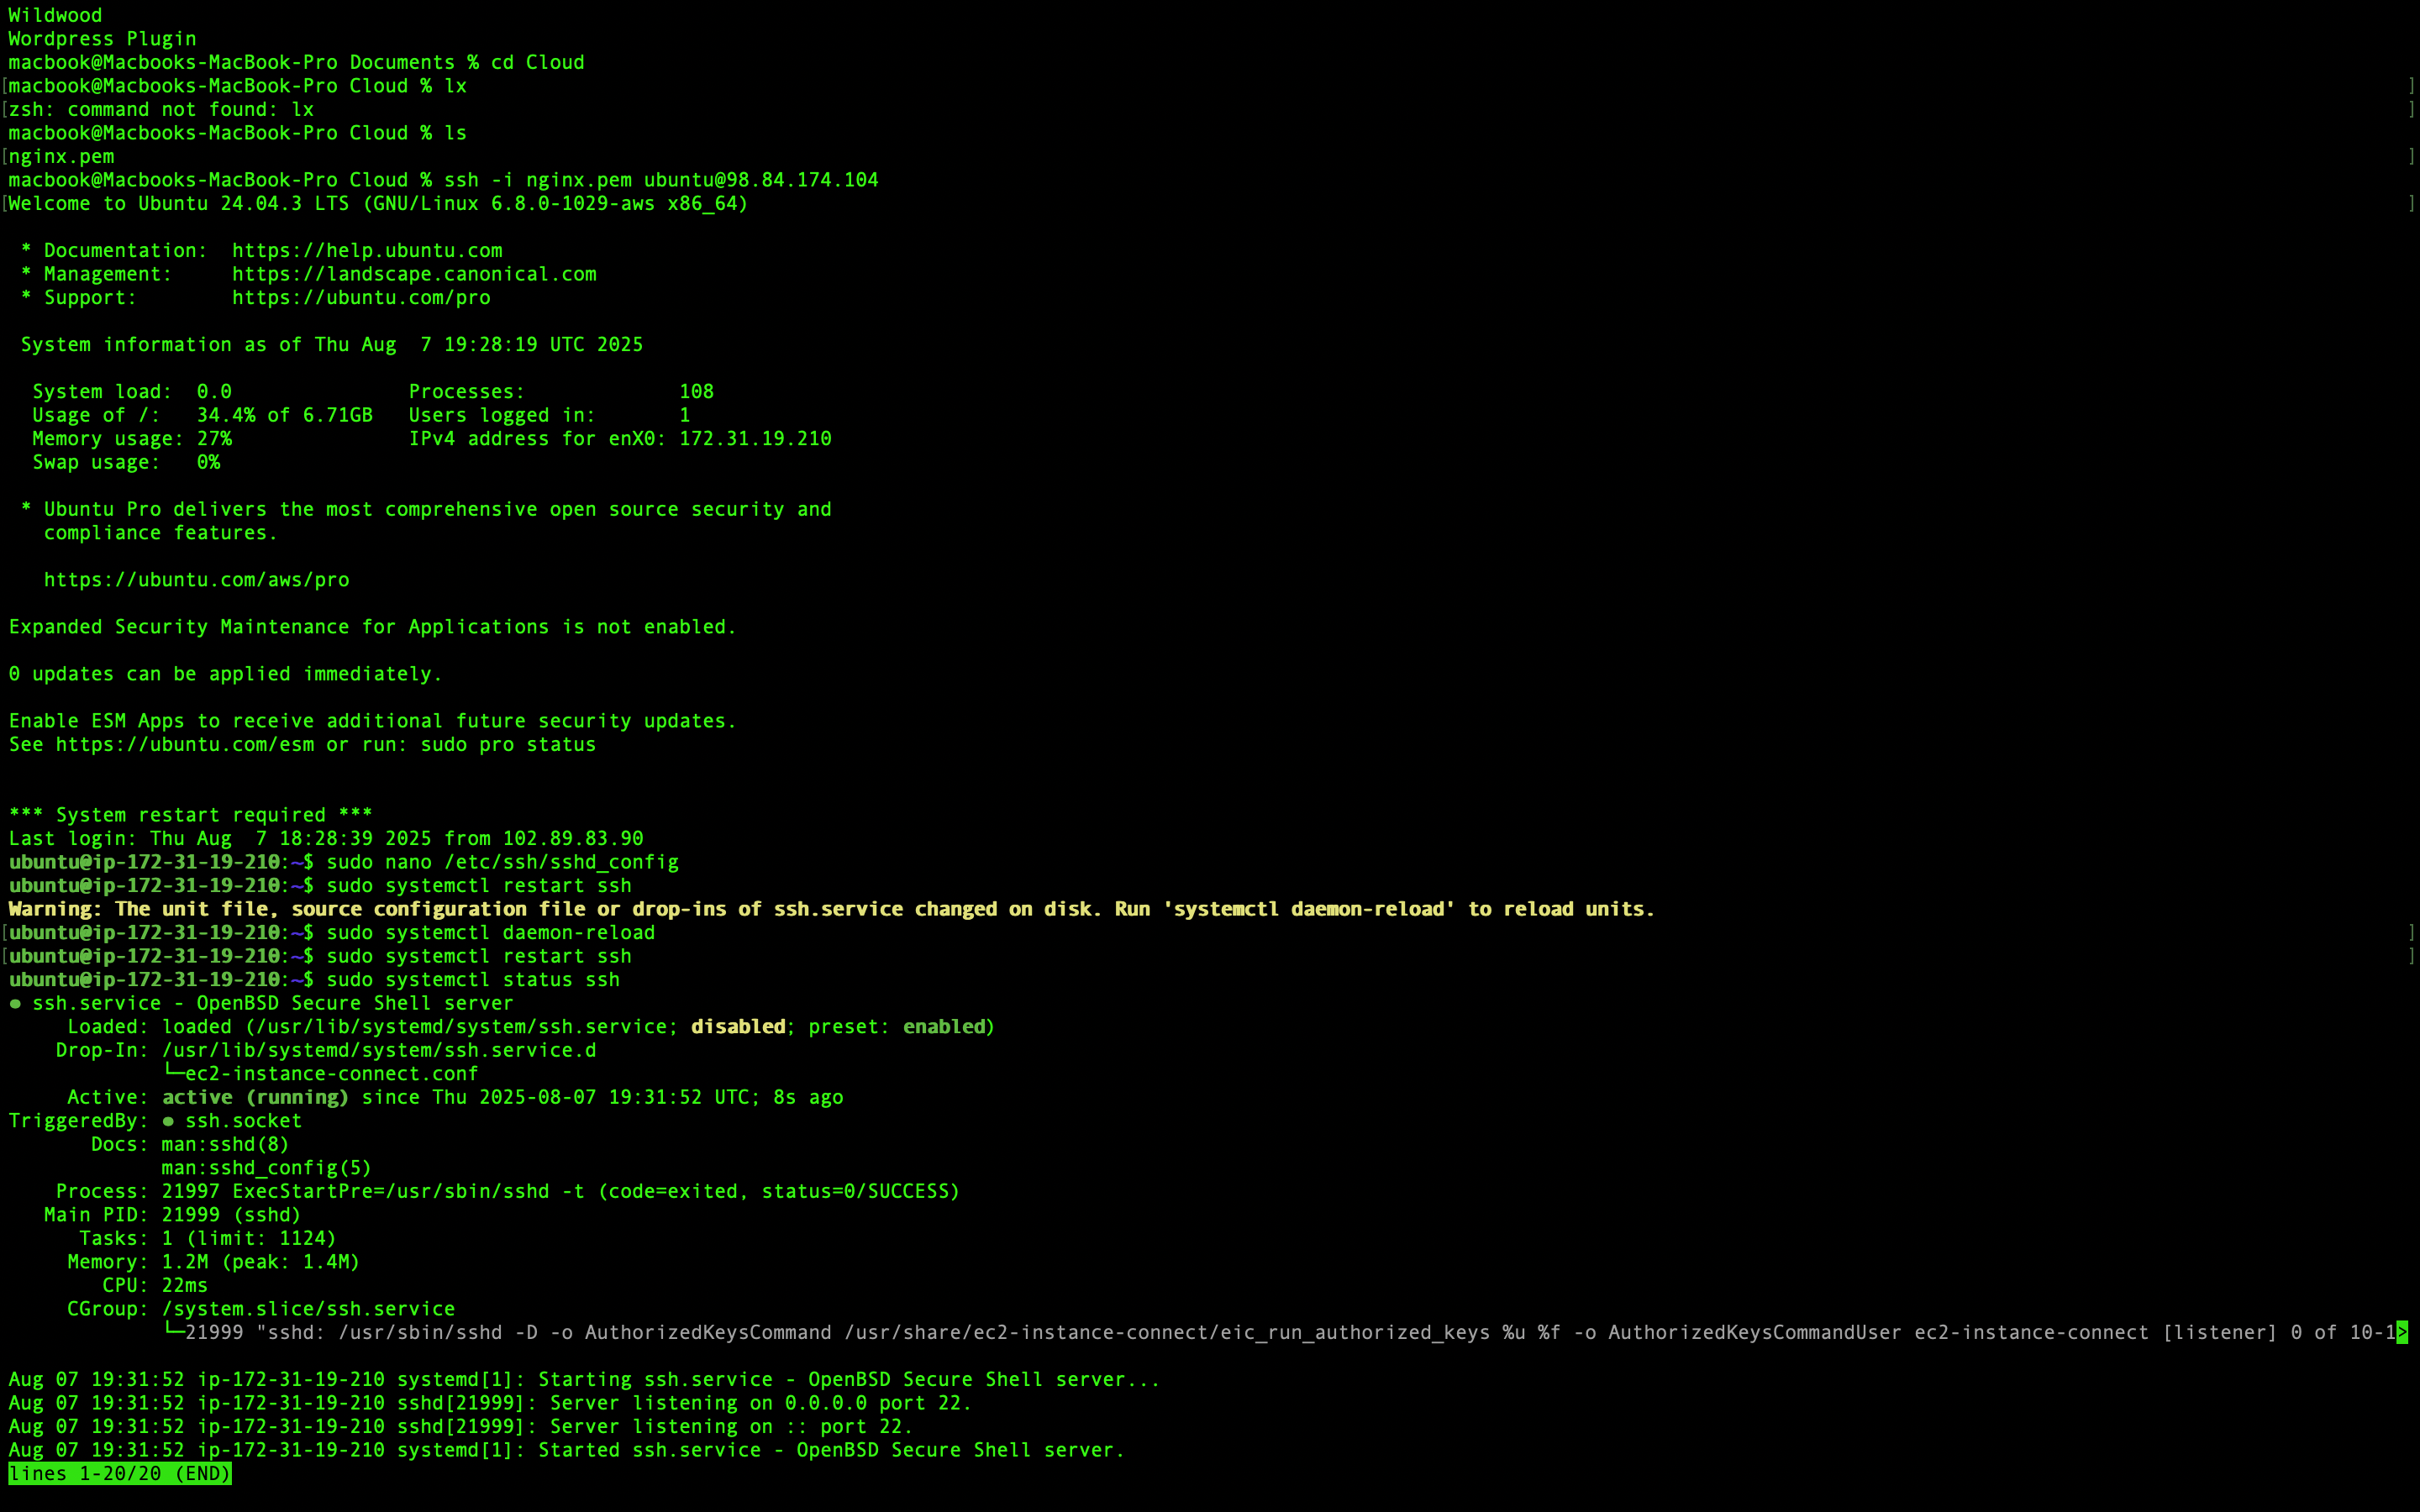 Wildwood
Wordpress Plugin
macbook@Macbooks-MacBook-Pro Documents % cd Cloud
[macbook@Macbooks-MacBook-Pro Cloud % lx ]
[zsh: command not found: lx ]
macbook@Macbooks-MacBook-Pro Cloud % ls
[nginx.pem ]
macbook@Macbooks-MacBook-Pro Cloud % ssh -i nginx.pem ubuntu@98.84.174.104
[Welcome to Ubuntu 24.04.3 LTS (GNU/Linux 6.8.0-1029-aws x86_64) ]
* Documentation:  https://help.ubuntu.com
* Management:     https://landscape.canonical.com
* Support:        https://ubuntu.com/pro
System information as of Thu Aug  7 19:28:19 UTC 2025
System load:  0.0               Processes:             108
Usage of /:   34.4% of 6.71GB   Users logged in:       1
Memory usage: 27%               IPv4 address for enX0: 172.31.19.210
Swap usage:   0%
* Ubuntu Pro delivers the most comprehensive open source security and
compliance features.
https://ubuntu.com/aws/pro
Expanded Security Maintenance for Applications is not enabled.
0 updates can be applied immediately.
Enable ESM Apps to receive additional future security updates.
See https://ubuntu.com/esm or run: sudo pro status
*** System restart required ***
Last login: Thu Aug  7 18:28:39 2025 from 102.89.83.90
ubuntu@ip-172-31-19-210:~$ sudo nano /etc/ssh/sshd_config
ubuntu@ip-172-31-19-210:~$ sudo systemctl restart ssh
Warning: The unit file, source configuration file or drop-ins of ssh.service changed on disk. Run 'systemctl daemon-reload' to reload units.
[ubuntu@ip-172-31-19-210:~$ sudo systemctl daemon-reload ]
[ubuntu@ip-172-31-19-210:~$ sudo systemctl restart ssh ]
ubuntu@ip-172-31-19-210:~$ sudo systemctl status ssh
● ssh.service - OpenBSD Secure Shell server
Loaded: loaded (/usr/lib/systemd/system/ssh.service; disabled; preset: enabled)
Drop-In: /usr/lib/systemd/system/ssh.service.d
└─ec2-instance-connect.conf
Active: active (running) since Thu 2025-08-07 19:31:52 UTC; 8s ago
TriggeredBy: ● ssh.socket
Docs: man:sshd(8)
man:sshd_config(5)
Process: 21997 ExecStartPre=/usr/sbin/sshd -t (code=exited, status=0/SUCCESS)
Main PID: 21999 (sshd)
Tasks: 1 (limit: 1124)
Memory: 1.2M (peak: 1.4M)
CPU: 22ms
CGroup: /system.slice/ssh.service
└─21999 "sshd: /usr/sbin/sshd -D -o AuthorizedKeysCommand /usr/share/ec2-instance-connect/eic_run_authorized_keys %u %f -o AuthorizedKeysCommandUser ec2-instance-connect [listener] 0 of 10-1>
Aug 07 19:31:52 ip-172-31-19-210 systemd[1]: Starting ssh.service - OpenBSD Secure Shell server...
Aug 07 19:31:52 ip-172-31-19-210 sshd[21999]: Server listening on 0.0.0.0 port 22.
Aug 07 19:31:52 ip-172-31-19-210 sshd[21999]: Server listening on :: port 22.
Aug 07 19:31:52 ip-172-31-19-210 systemd[1]: Started ssh.service - OpenBSD Secure Shell server.
lines 1-20/20 (END)